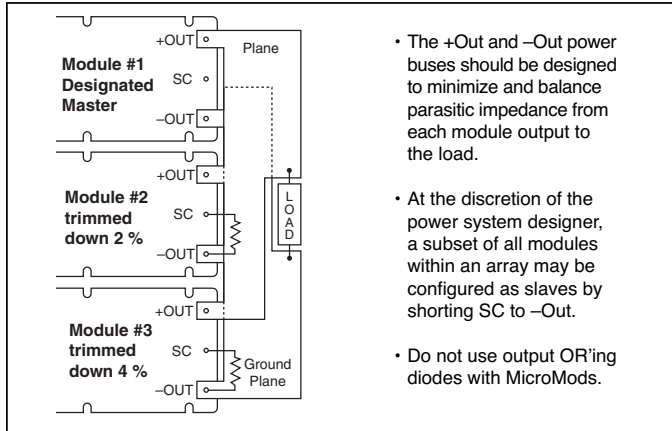 +OUT
Plane
Module #1
Designated
Master
SC
–OUT
+OUT
Module #2
trimmed
down 2 %
SC
–OUT
LOAD
+OUT
Module #3
trimmed
down 4 %
SC
Ground
Plane
–OUT
• The +Out and –Out power
buses should be designed
to minimize and balance
parasitic impedance from
each module output to
the load.
• At the discretion of the
power system designer,
a subset of all modules
within an array may be
configured as slaves by
shorting SC to –Out.
• Do not use output OR'ing
diodes with MicroMods.